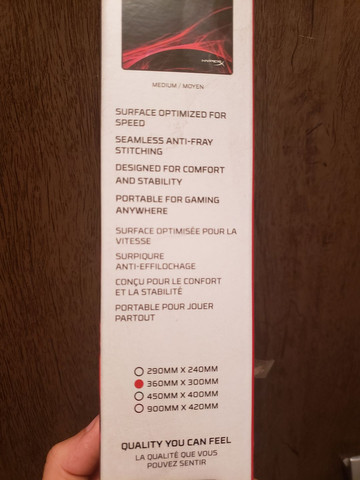 MEDIUM / MOYEN
SURFACE OPTIMIZED FOR
SPEED
SEAMLESS ANTI-FRAY
STITCHING
DESIGNED FOR COMFORT
AND STABILITY
PORTABLE FOR GAMING
ANYWHERE
SURFACE OPTIMISÉE POUR LA
VITESSE
SURPIQURE
ANTI-EFFILOCHAGE
CONÇU POUR LE CONFORT
ET LA STABILITÉ
PORTABLE POUR JOUER
PARTOUT
290MM X 240MM
360MM X 300MM
450MM X 400MM
900MM X 420MM
QUALITY YOU CAN FEEL
LA QUALITÉ QUE VOUS
POUVEZ SENTIR